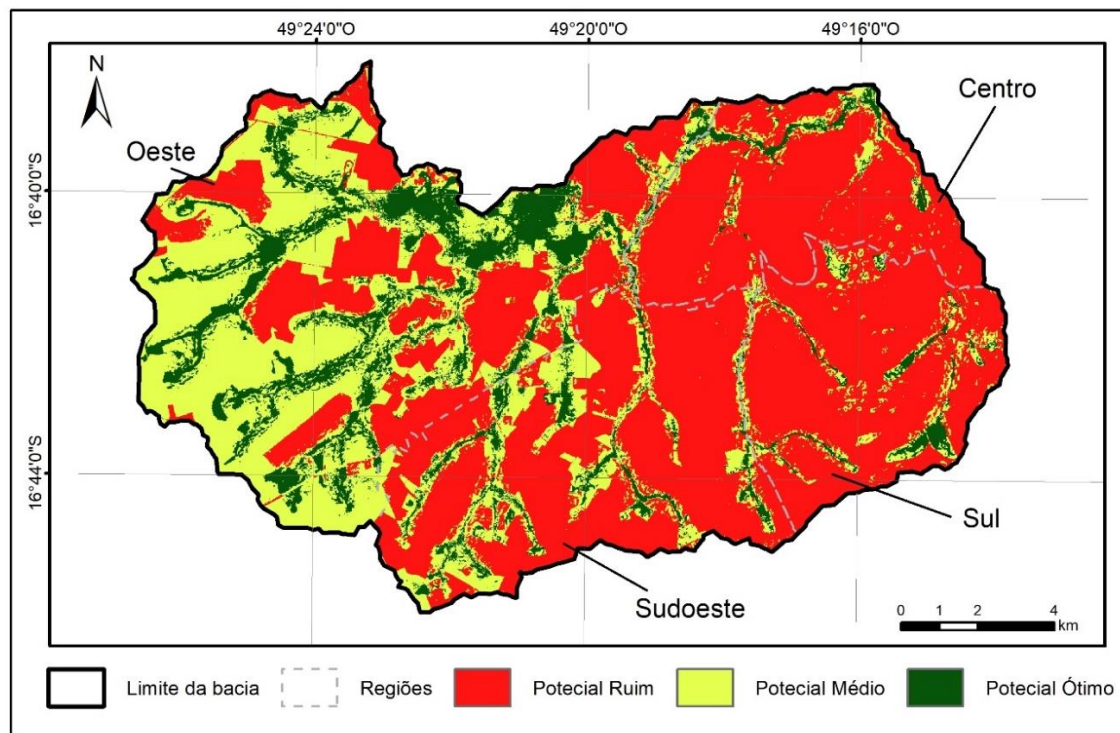 49°24'0"O 49°20'0"O 49°16'0"O
N
Centro
Oeste
16°40'0"S
16°44'0"S
Sul
Sudoeste
0 1 2 4
km
Limite da bacia Regiões Potecial Ruim Potecial Médio Potecial Ótimo